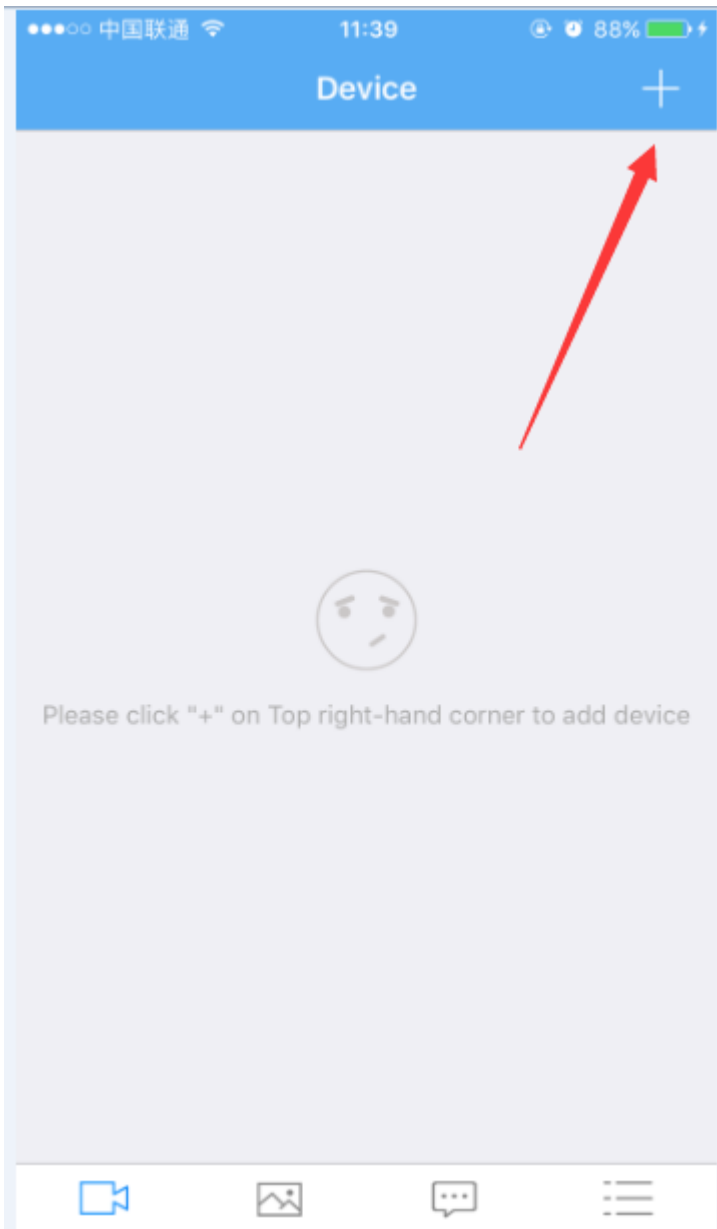 中国联通 11:39 88%
Device
Please click "+" on Top right-hand corner to add device